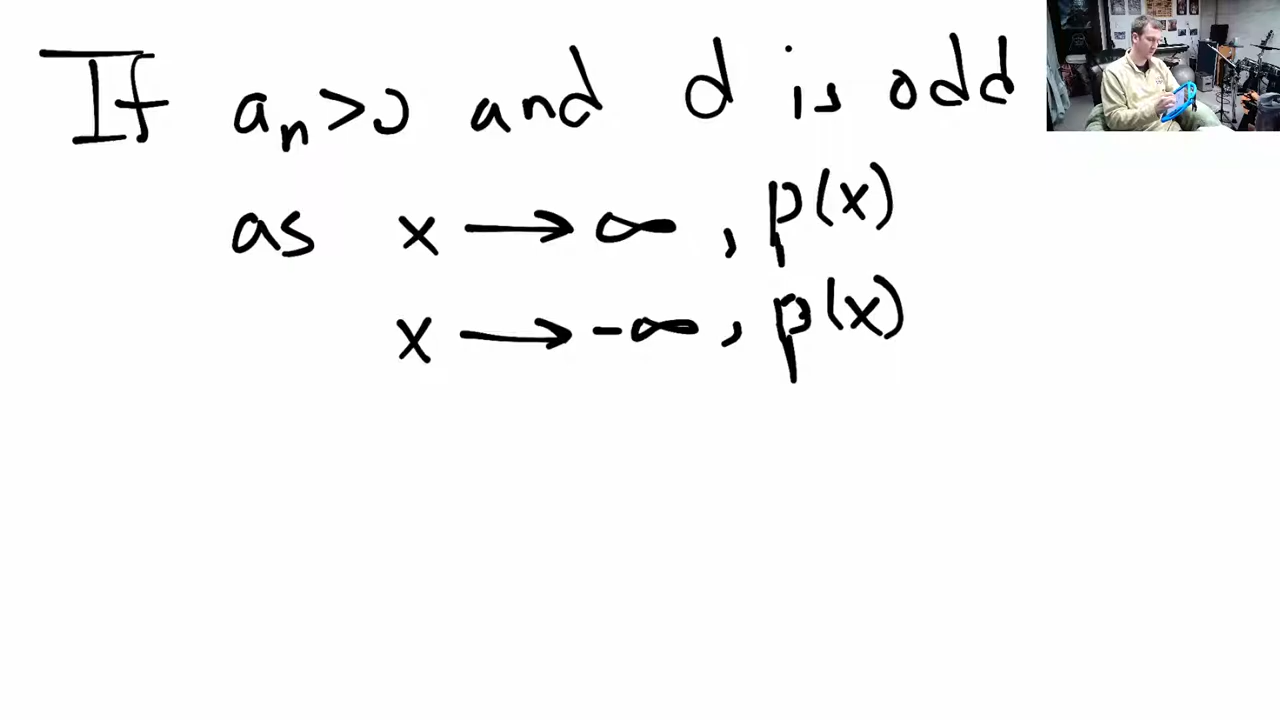 If aₙ>0 and d is odd
as x ⟶ ∞, p(x)
x ⟶ -∞, p(x)